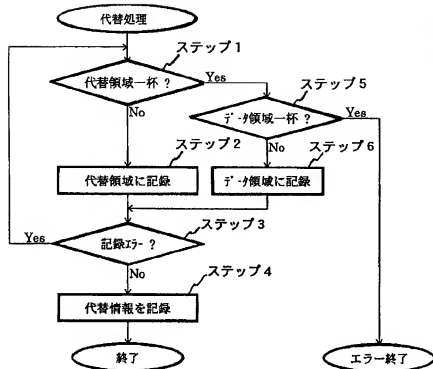 代替処理
ステップ1
代替領域一杯 ?
Yes
ステップ5
データ領域一杯 ?
Yes
No
No
ステップ2
代替領域に記録
ステップ6
データ領域に記録
ステップ3
Yes
記録エラー ?
No
ステップ4
代替情報を記録
終了
エラー終了